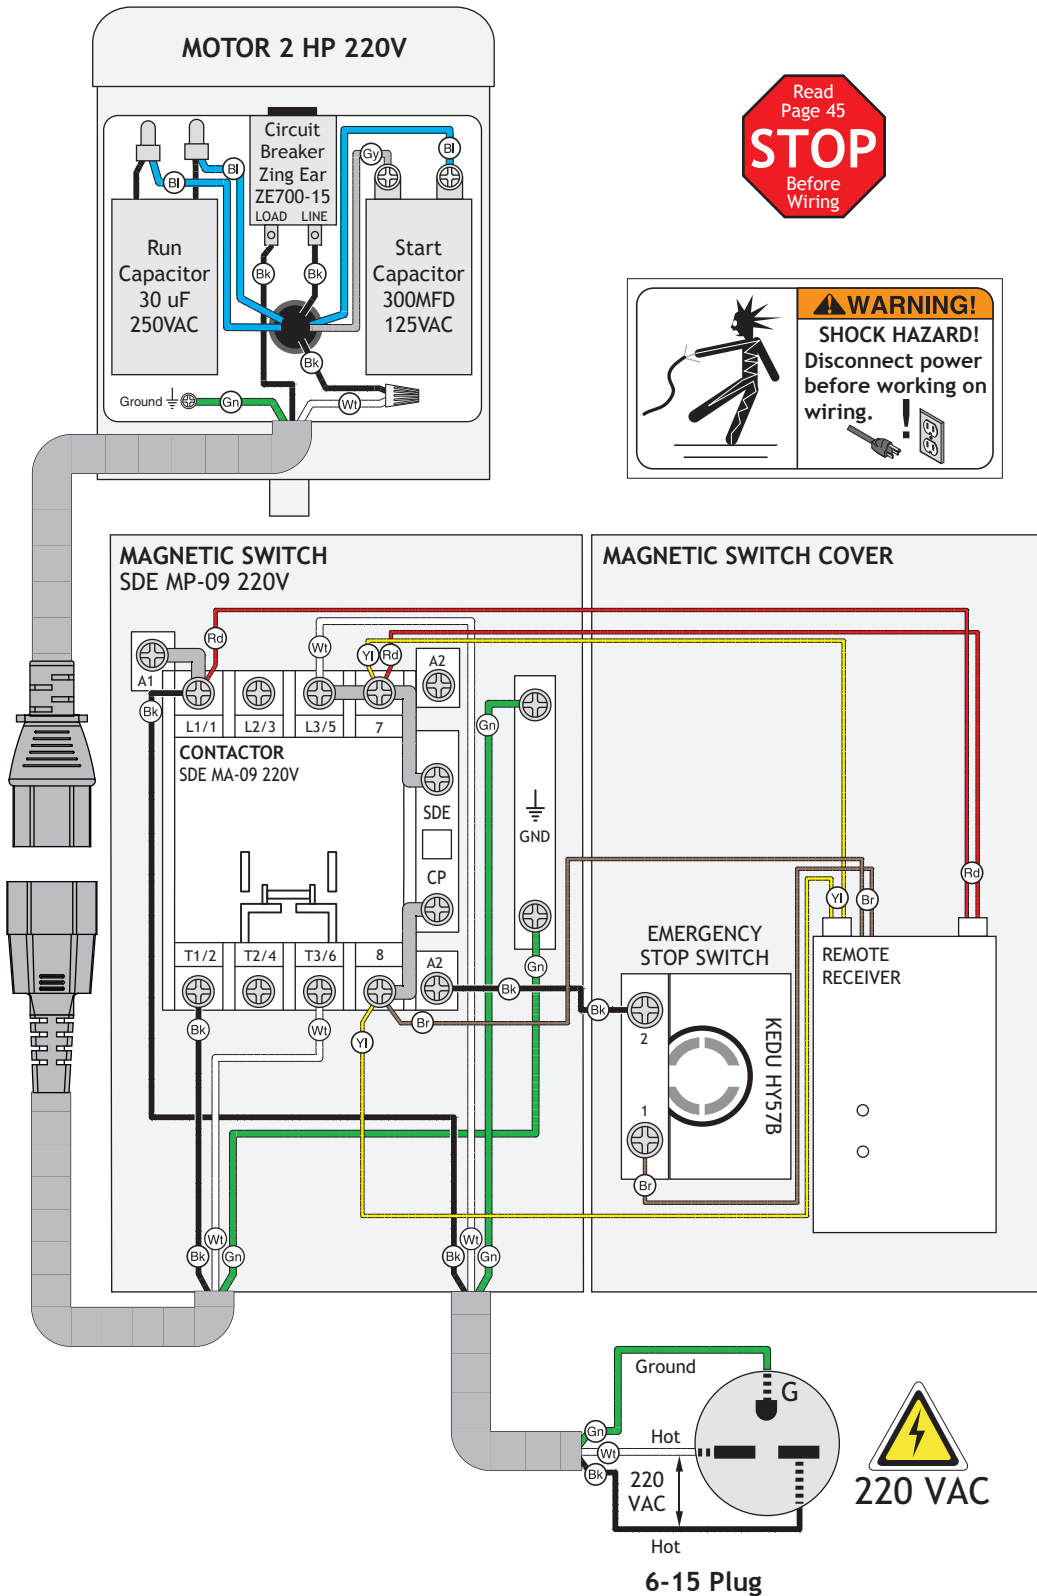 MOTOR 2 HP 220V
Read
Page 45
STOP
Before
Wiring
Circuit
Breaker
Zing Ear
ZE700-15
LOAD LINE
Bl
Bl
Gy
Bl
Run
Capacitor
30 uF
250VAC
Bk
Bk
Start
Capacitor
300MFD
125VAC
Bk
Ground
Gn
Wt
WARNING!
SHOCK HAZARD!
Disconnect power
before working on
wiring.
!
MAGNETIC SWITCH
SDE MP-09 220V
MAGNETIC SWITCH COVER
Rd
Wt
Yl
Rd
A1
A2
Bk
L1/1
L2/3
L3/5
7
Gn
CONTACTOR
SDE MA-09 220V
SDE
GND
CP
Rd
Yl
Br
T1/2
T2/4
T3/6
8
A2
Gn
EMERGENCY
STOP SWITCH
REMOTE
RECEIVER
Bk
Bk
Bk
Wt
Yl
Br
2
1
KEDU HY57B
Br
Bk
Wt
Gn
Bk
Wt
Gn
Ground
G
Gn
Hot
Wt
Bk
220
VAC
Hot
220 VAC
6-15 Plug